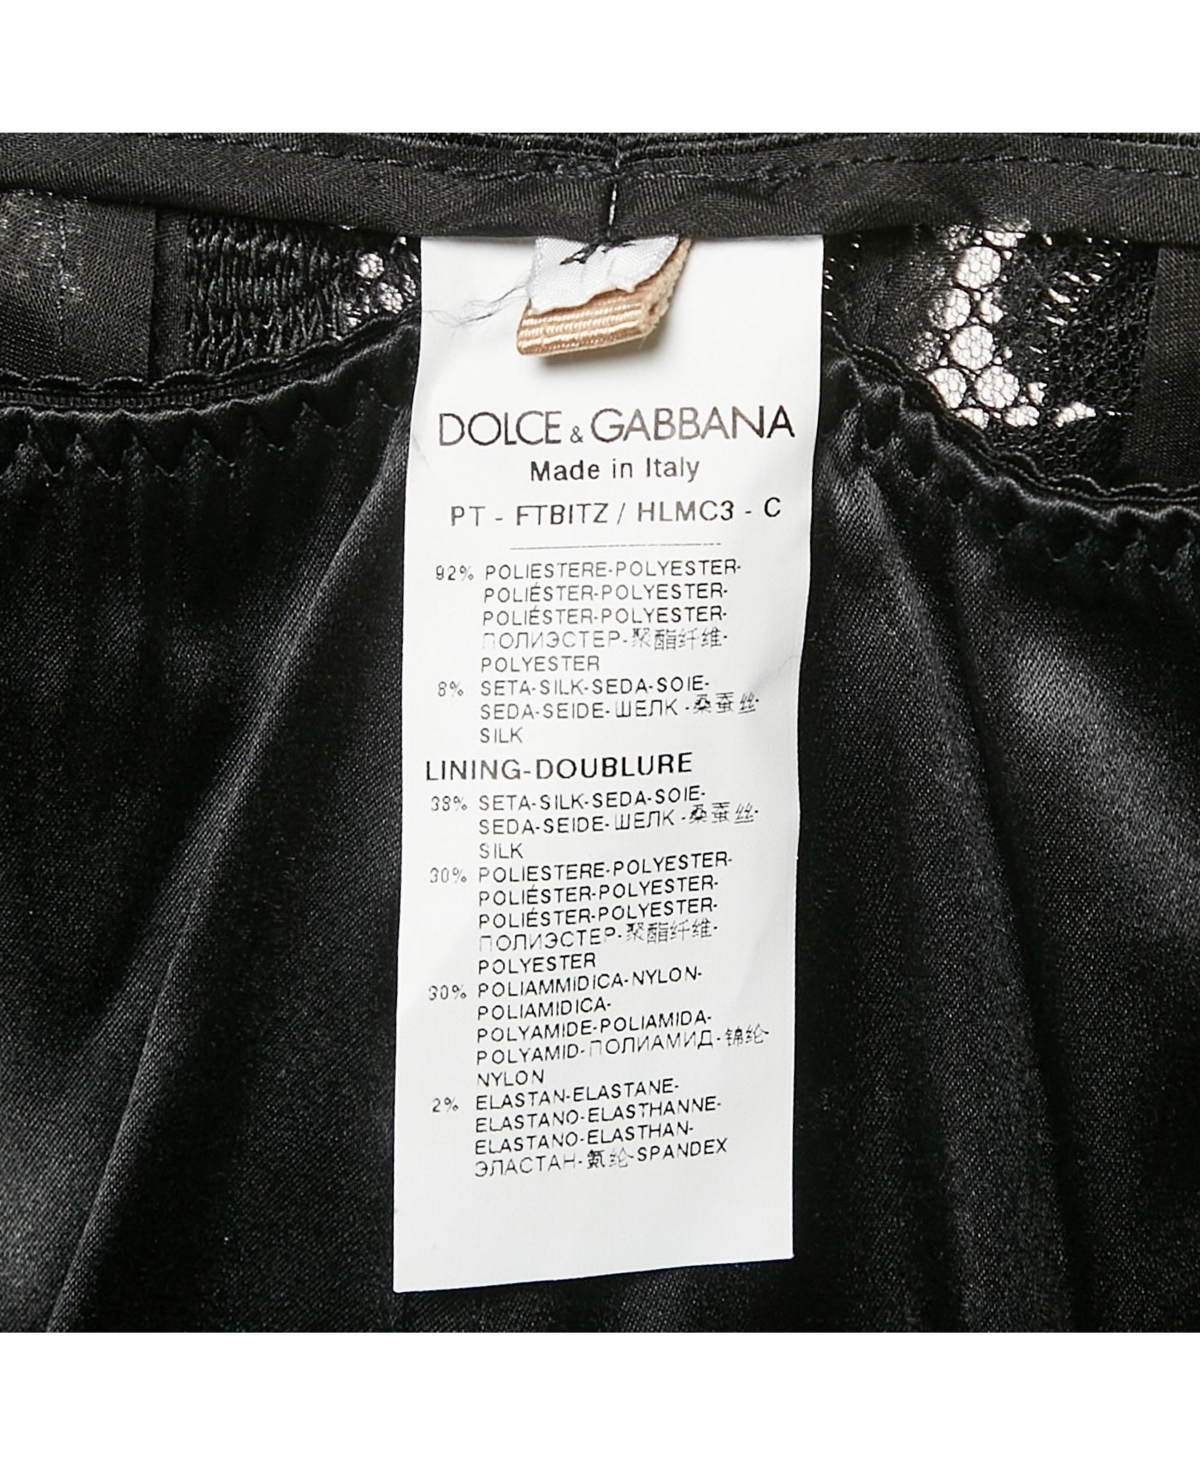 DOLCE & GABBANA
Made in Italy
PT - FTBITZ / HLMC3 - C
92% POLIESTERE-POLYESTER-
POLIÉSTER-POLYESTER-
POLIÉSTER-POLYESTER-
ПОЛИЭСТЕР-聚酯纤维-
POLYESTER
8% SETA-SILK-SEDA-SOIE-
SEDA-SEIDE-ШЕЛК-桑蚕丝-
SILK
LINING-DOUBLURE
38% SETA-SILK-SEDA-SOIE-
SEDA-SEIDE-ШЕЛК-桑蚕丝-
SILK
30% POLIESTERE-POLYESTER-
POLIÉSTER-POLYESTER-
POLIÉSTER-POLYESTER-
ПОЛИЭСТЕР-聚酯纤维-
POLYESTER
30% POLIAMMIDICA-NYLON-
POLIAMIDICA-
POLYAMIDE-POLIAMIDA-
POLYAMID-ПОЛИАМИД-锦纶-
NYLON
2% ELASTAN-ELASTANE-
ELASTANO-ELASTHANNE-
ELASTANO-ELASTHAN-
ЭЛАСТАН-氨纶-SPANDEX